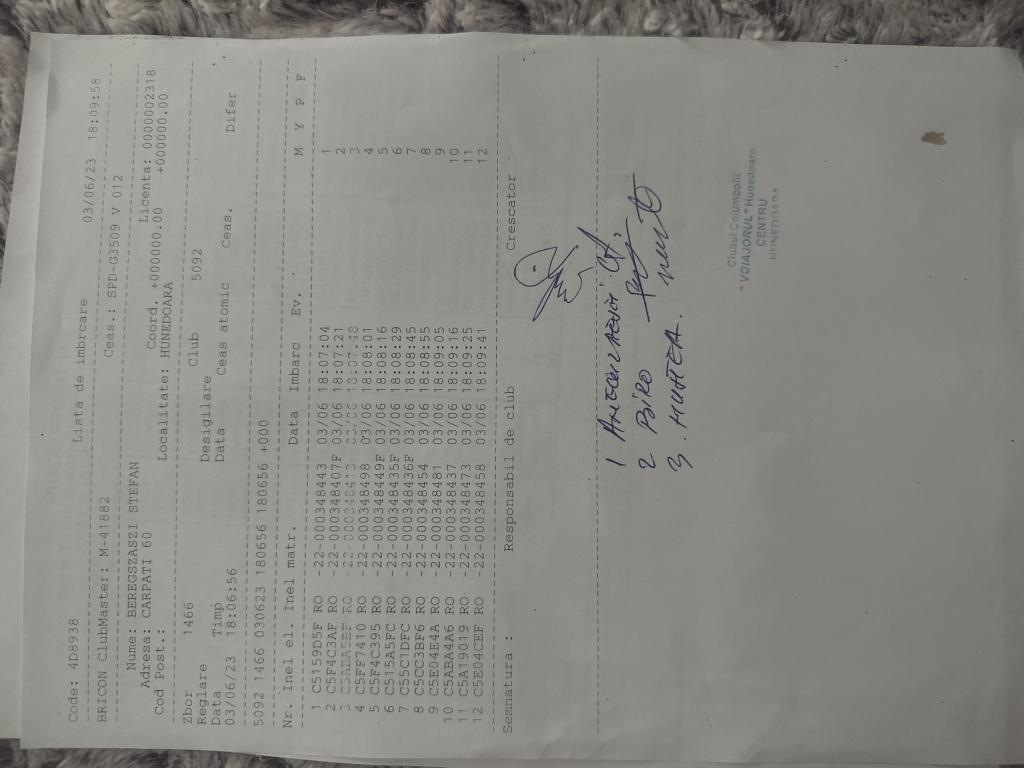 Code: 4D8938 Lista de imbrcare 03/06/23 18:09:58
BRICON ClubMaster: M-41882 Ceas.: SPD-G3509 V 012
Nume: BEREGSZASZI STEFAN Licenta: 0000002318
Adresa: CARPATI 60 Coord. +000000.00 +000000.00
Cod Post.: Localitate: HUNEDOARA
Zbor 1466 Club 5092
Reglare Desigilare
Data Timp Data Ceas atomic Ceas. Difer
03/06/23 18:06:56
5092 1466 030623 180656 180656 +000
Nr. Inel el. Inel matr. Data Imbarc Ev. M Y P F
1 C5159D5F RO -22-000348443 03/06 18:07:04 1
2 C5F4C3AF RO -22-000348407F 03/06 18:07:21 2
3 RO 18:07:48 3
4 C5FF7410 RO -22-000348498 03/06 18:08:01 4
5 C5F4C395 RO -22-000348449F 03/06 18:08:16 5
6 C515A5FC RO -22-000348435F 03/06 18:08:29 6
7 C55C1DFC RO -22-000348436F 03/06 18:08:45 7
8 C5CC3BF6 RO -22-000348454 03/06 18:08:55 8
9 C5E04E4A RO -22-000348481 03/06 18:09:05 9
10 C5ABA4A6 RO -22-000348437 03/06 18:09:16 10
11 C5A19019 RO -22-000348473 03/06 18:09:25 11
12 C5E04CEF RO -22-000348458 03/06 18:09:41 12
Semnatura : Responsabil de club Crescator
1
2 BIRO
3. MUNTEA.
Clubul Columbofil
"VOIAJORUL" Hunedoara
CENTRU
HUNEDOARA